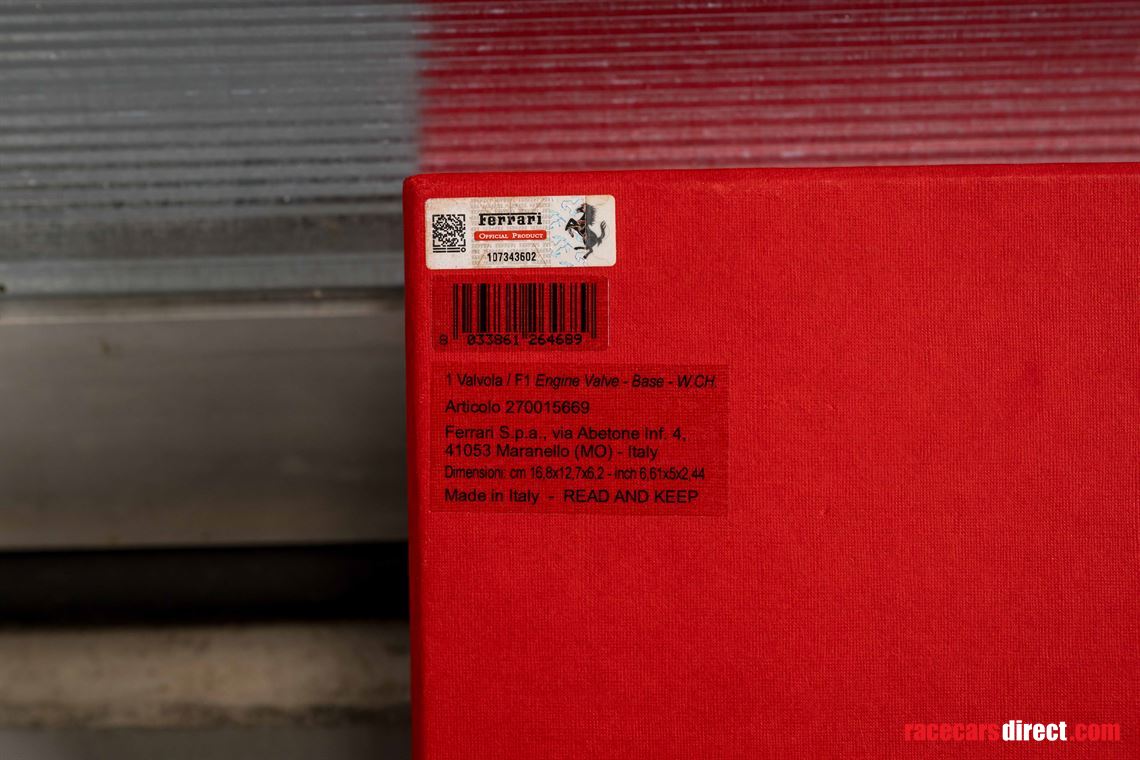 Ferrari
OFFICIAL PRODUCT
107343602
8 033861 264689
1 Valvola / F1 Engine Valve - Base - W.CH.
Articolo 270015669
Ferrari S.p.a., via Abetone Inf. 4,
41053 Maranello (MO) - Italy
Dimensioni: cm 16,8x12,7x6,2 - inch 6,61x5x2,44
Made in Italy - READ AND KEEP
racecarsdirect.com